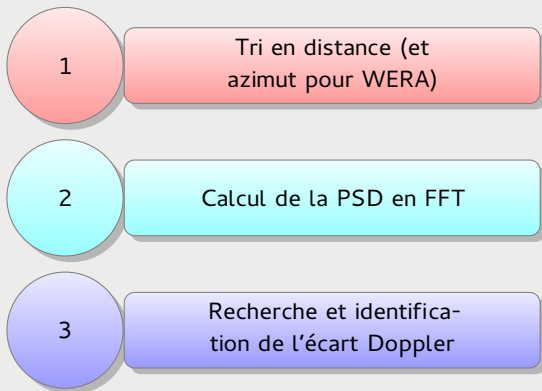 1
Tri en distance (et
azimut pour WERA)
2
Calcul de la PSD en FFT
3
Recherche et identifica-
tion de l'écart Doppler